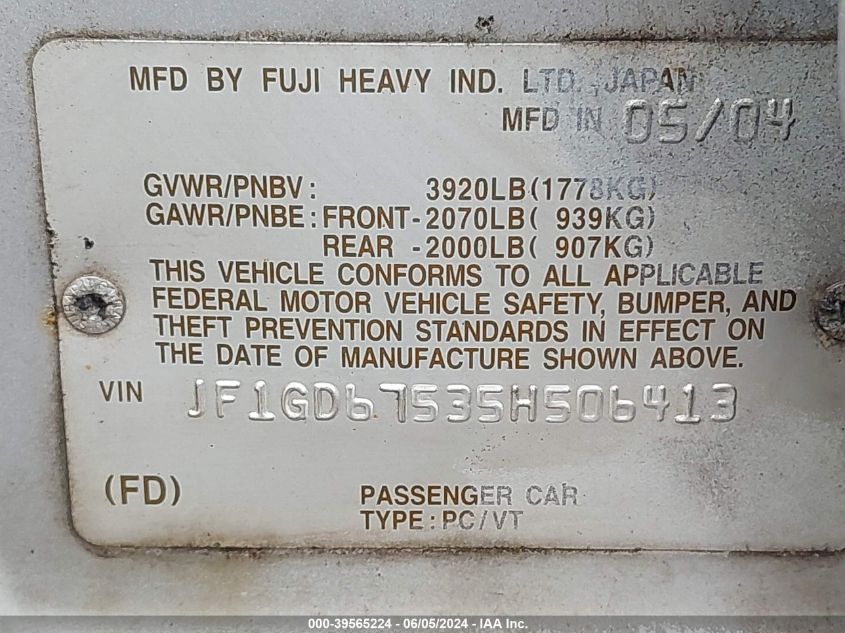 MFD BY FUJI HEAVY IND. LTD. JAPAN
MFD IN 05/04
GVWR/PNBV: 3920LB(1778KG)
GAWR/PNBE:FRONT-2070LB( 939KG)
REAR -2000LB( 907KG)
THIS VEHICLE CONFORMS TO ALL APPLICABLE
FEDERAL MOTOR VEHICLE SAFETY, BUMPER, AND
THEFT PREVENTION STANDARDS IN EFFECT ON
THE DATE OF MANUFACTURE SHOWN ABOVE.
VIN JF1GD67535H506413
(FD) PASSENGER CAR
TYPE:PC/VT
000-39565224 - 06/05/2024 - IAA Inc.